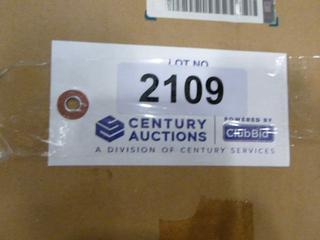 LOT NO.
2109
CENTURY
AUCTIONS
POWERED BY
ClubBid
A DIVISION OF CENTURY SERVICES